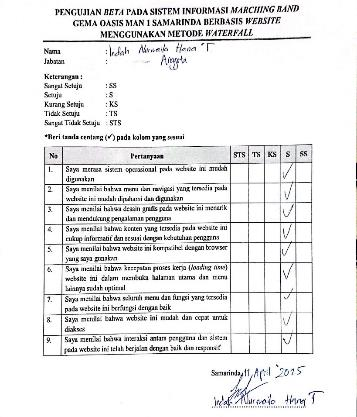 PENGUJIAN BETA PADA SISTEM INFORMASI MARCHING BAND
GEMA OASIS MAN 1 SAMARINDA BERBASIS WEBSITE
MENGGUNAKAN METODE WATERFALL
Nama : Indah Nurwada Hana T
Jabatan : Anggota
Keterangan :
Sangat Setuju : SS
Setuju : S
Kurang Setuju : KS
Tidak Setuju : TS
Sangat Tidak Setuju : STS
*Beri tanda centang (✓) pada kolom yang sesuai
No Pertanyaan STS TS KS S SS
1. Saya merasa sistem operasional pada website ini mudah
digunakan ✓
2. Saya menilai bahwa menu dan navigasi yang tersedia pada
website ini mudah dipahami dan digunakan ✓
3. Saya menilai bahwa desain grafis pada website ini menarik
dan mendukung pengalaman pengguna ✓
4. Saya menilai bahwa konten yang tersedia pada website ini
cukup informatif dan sesuai dengan kebutuhan pengguna ✓
5. Saya menilai bahwa website ini kompatibel dengan browser
yang saya gunakan ✓
6. Saya menilai bahwa kecepatan proses kerja (loading time)
website ini dalam membuka halaman utama dan menu
lainnya sudah optimal ✓
7. Saya menilai bahwa seluruh menu dan fungsi yang tersedia
pada website ini berfungsi dengan baik ✓
8. Saya menilai bahwa website ini mudah dan cepat untuk
diakses ✓
9. Saya menilai bahwa interaksi antara pengguna dan sistem
pada website ini telah berjalan dengan baik dan responsif ✓
Samarinda, 11 April 2025
Indah Nurwada Hana T